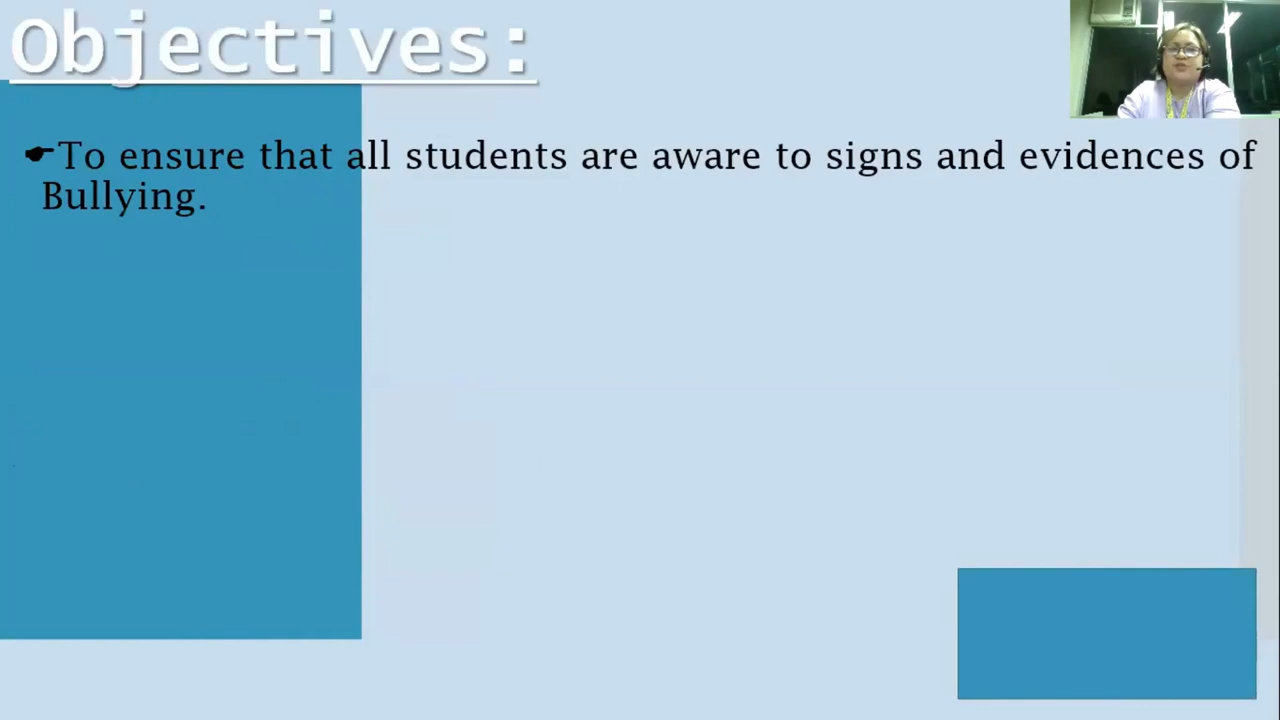 Objectives:
☛To ensure that all students are aware to signs and evidences of
Bullying.